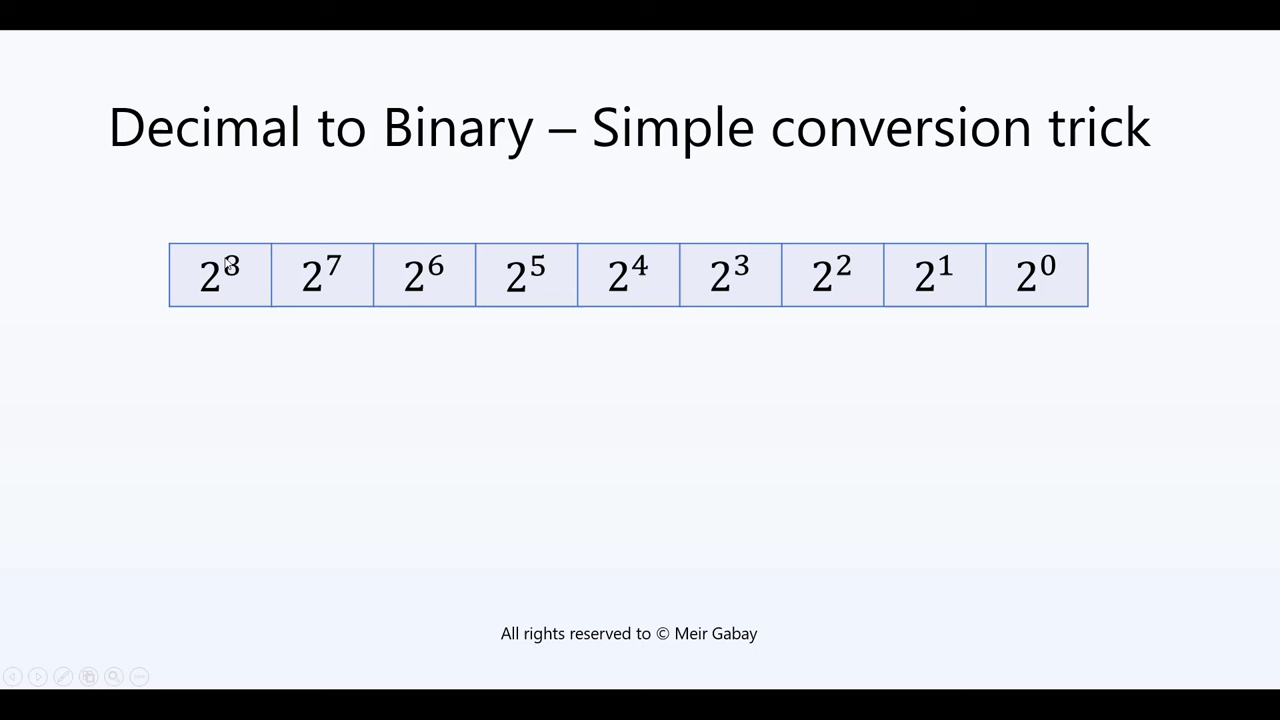 Decimal to Binary – Simple conversion trick
2⁸ 2⁷ 2⁶ 2⁵ 2⁴ 2³ 2² 2¹ 2⁰
All rights reserved to © Meir Gabay